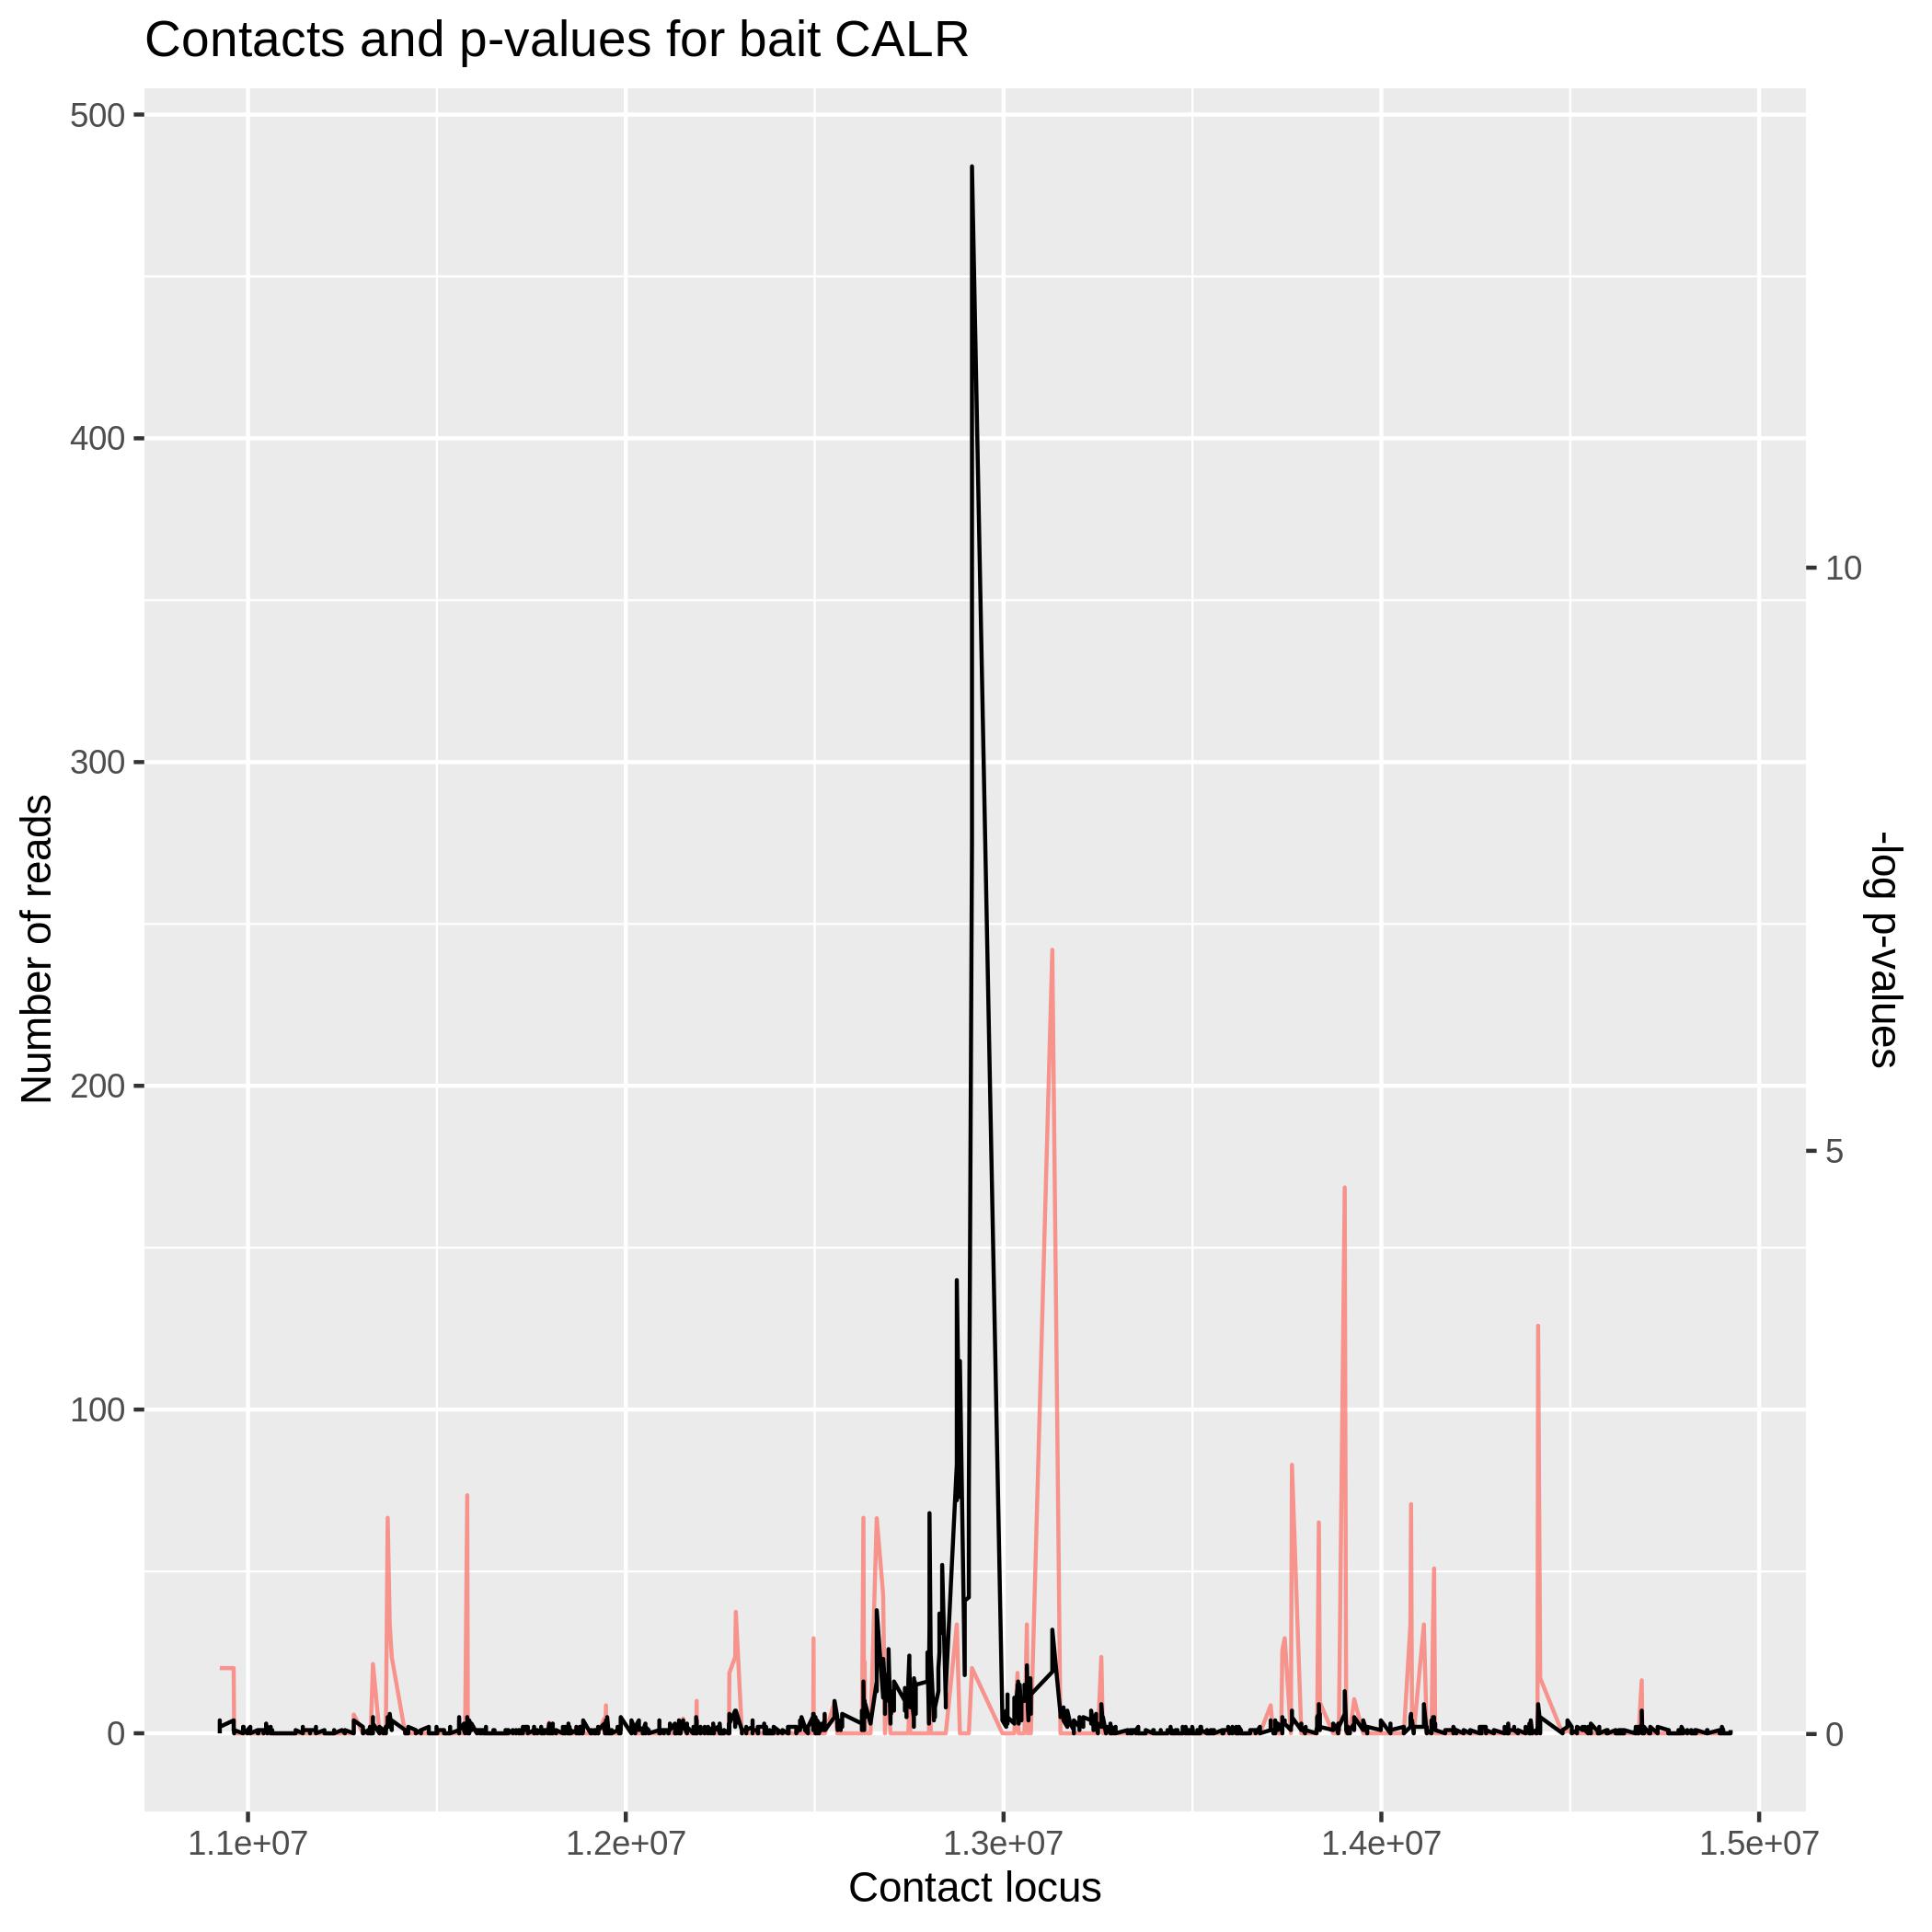 Contacts and p-values for bait CALR
500
400
300
200
100
0
Number of reads
10
5
0
-log p-values
1.1e+07
1.2e+07
1.3e+07
1.4e+07
1.5e+07
Contact locus